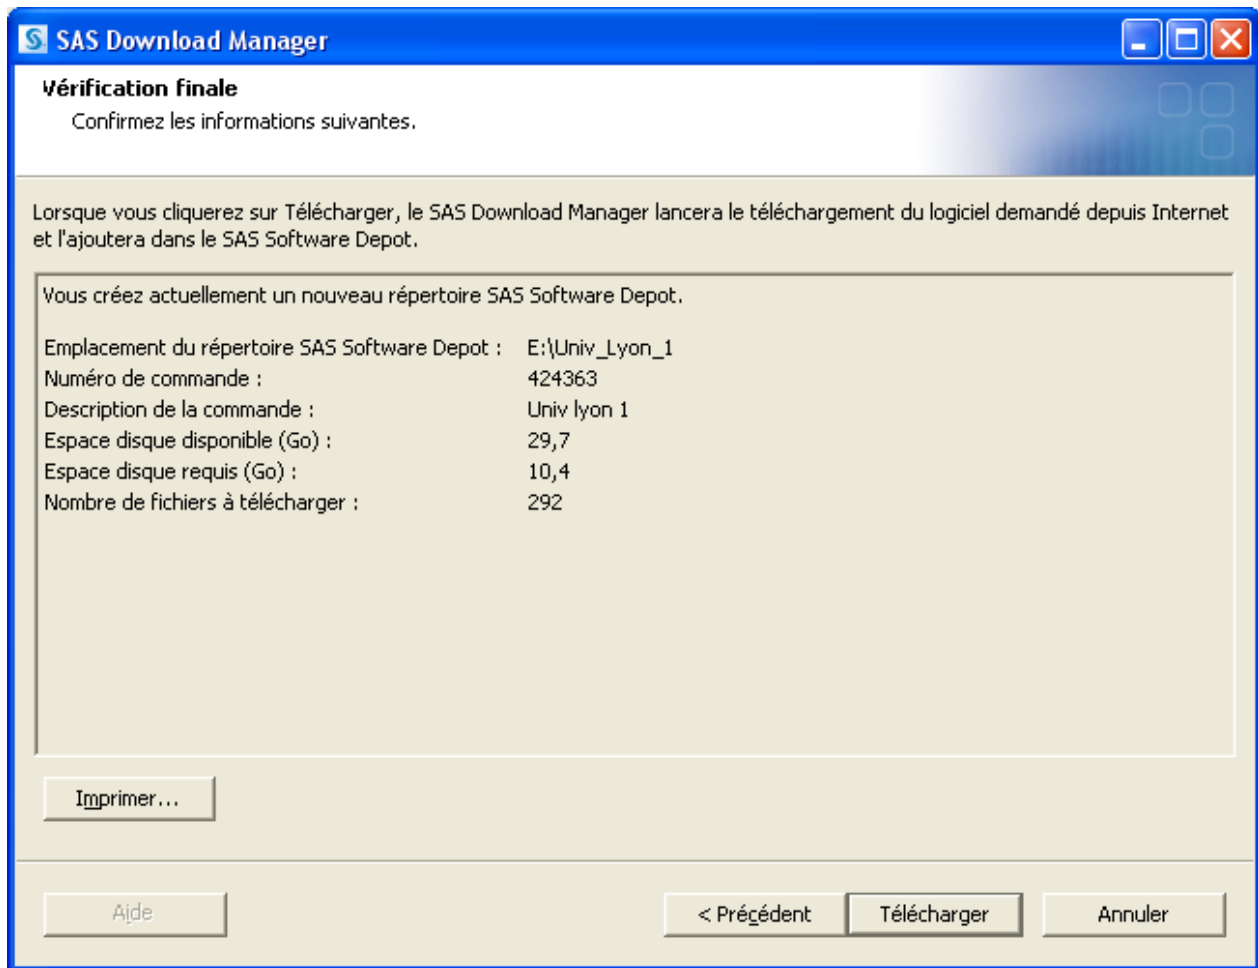 SAS Download Manager
Vérification finale
Confirmez les informations suivantes.
Lorsque vous cliquerez sur Télécharger, le SAS Download Manager lancera le téléchargement du logiciel demandé depuis Internet
et l'ajoutera dans le SAS Software Depot.
Vous créez actuellement un nouveau répertoire SAS Software Depot.
Emplacement du répertoire SAS Software Depot : E:\Univ_Lyon_1
Numéro de commande : 424363
Description de la commande : Univ lyon 1
Espace disque disponible (Go) : 29,7
Espace disque requis (Go) : 10,4
Nombre de fichiers à télécharger : 292
Imprimer...
Aide < Précédent Télécharger Annuler